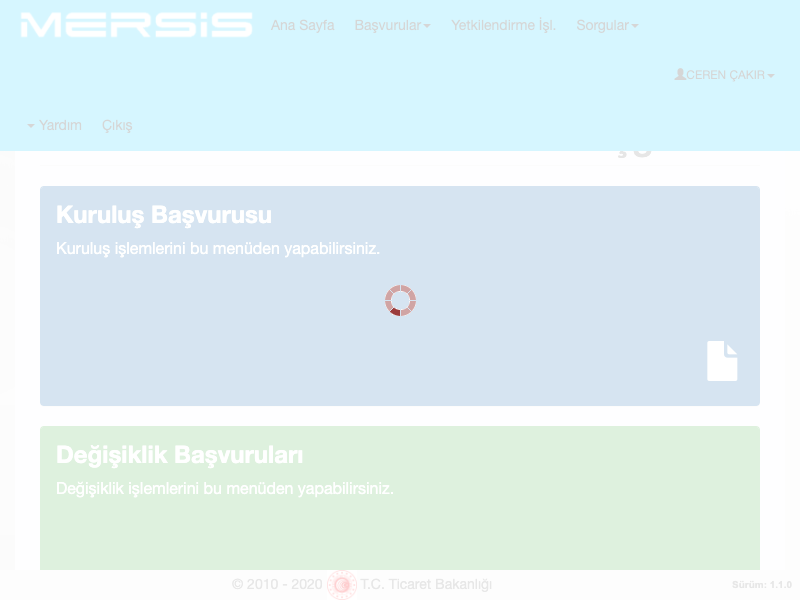 MERSİS Ana Sayfa Başvurular Yetkilendirme İşl. Sorgular
CEREN ÇAKIR
Yardım Çıkış
Kuruluş Başvurusu
Kuruluş işlemlerini bu menüden yapabilirsiniz.
Değişiklik Başvuruları
Değişiklik işlemlerini bu menüden yapabilirsiniz.
© 2010 - 2020 T.C. Ticaret Bakanlığı Sürüm: 1.1.0